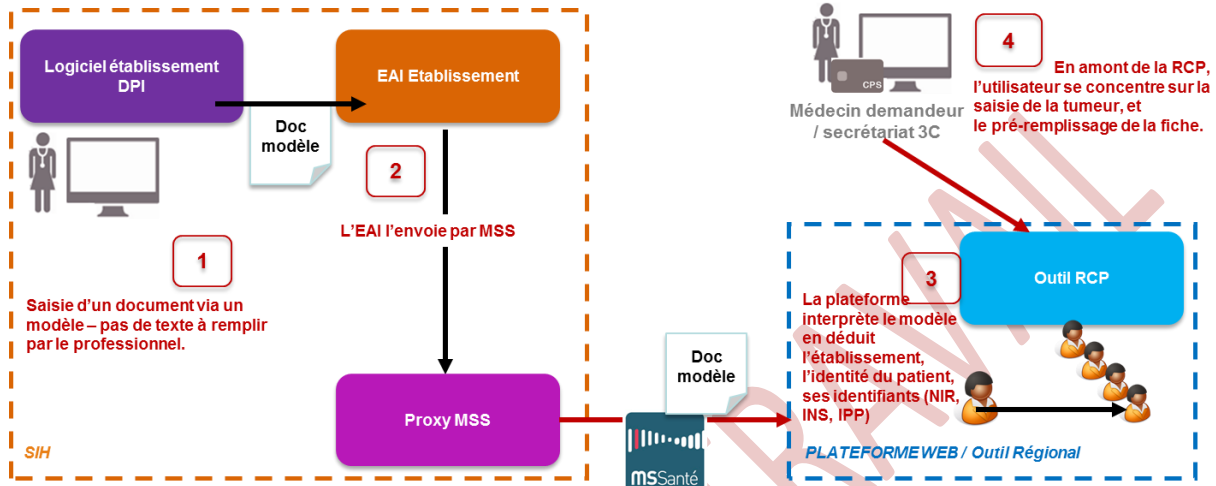 Logiciel établissement
DPI
EAI Etablissement
Doc
modèle
2
L’EAI l’envoie par MSS
1
Saisie d’un document via un
modèle – pas de texte à remplir
par le professionnel.
Proxy MSS
SIH
Doc
modèle
mSSanté
CPS
Médecin demandeur
/ secrétariat 3C
4
En amont de la RCP,
l’utilisateur se concentre sur la
saisie de la tumeur, et
le pré-remplissage de la fiche.
3
Outil RCP
La plateforme
interprète le modèle
en déduit
l’établissement,
l’identité du patient,
ses identifiants (NIR,
INS, IPP)
PLATEFORME WEB / Outil Régional
TRAVAIL